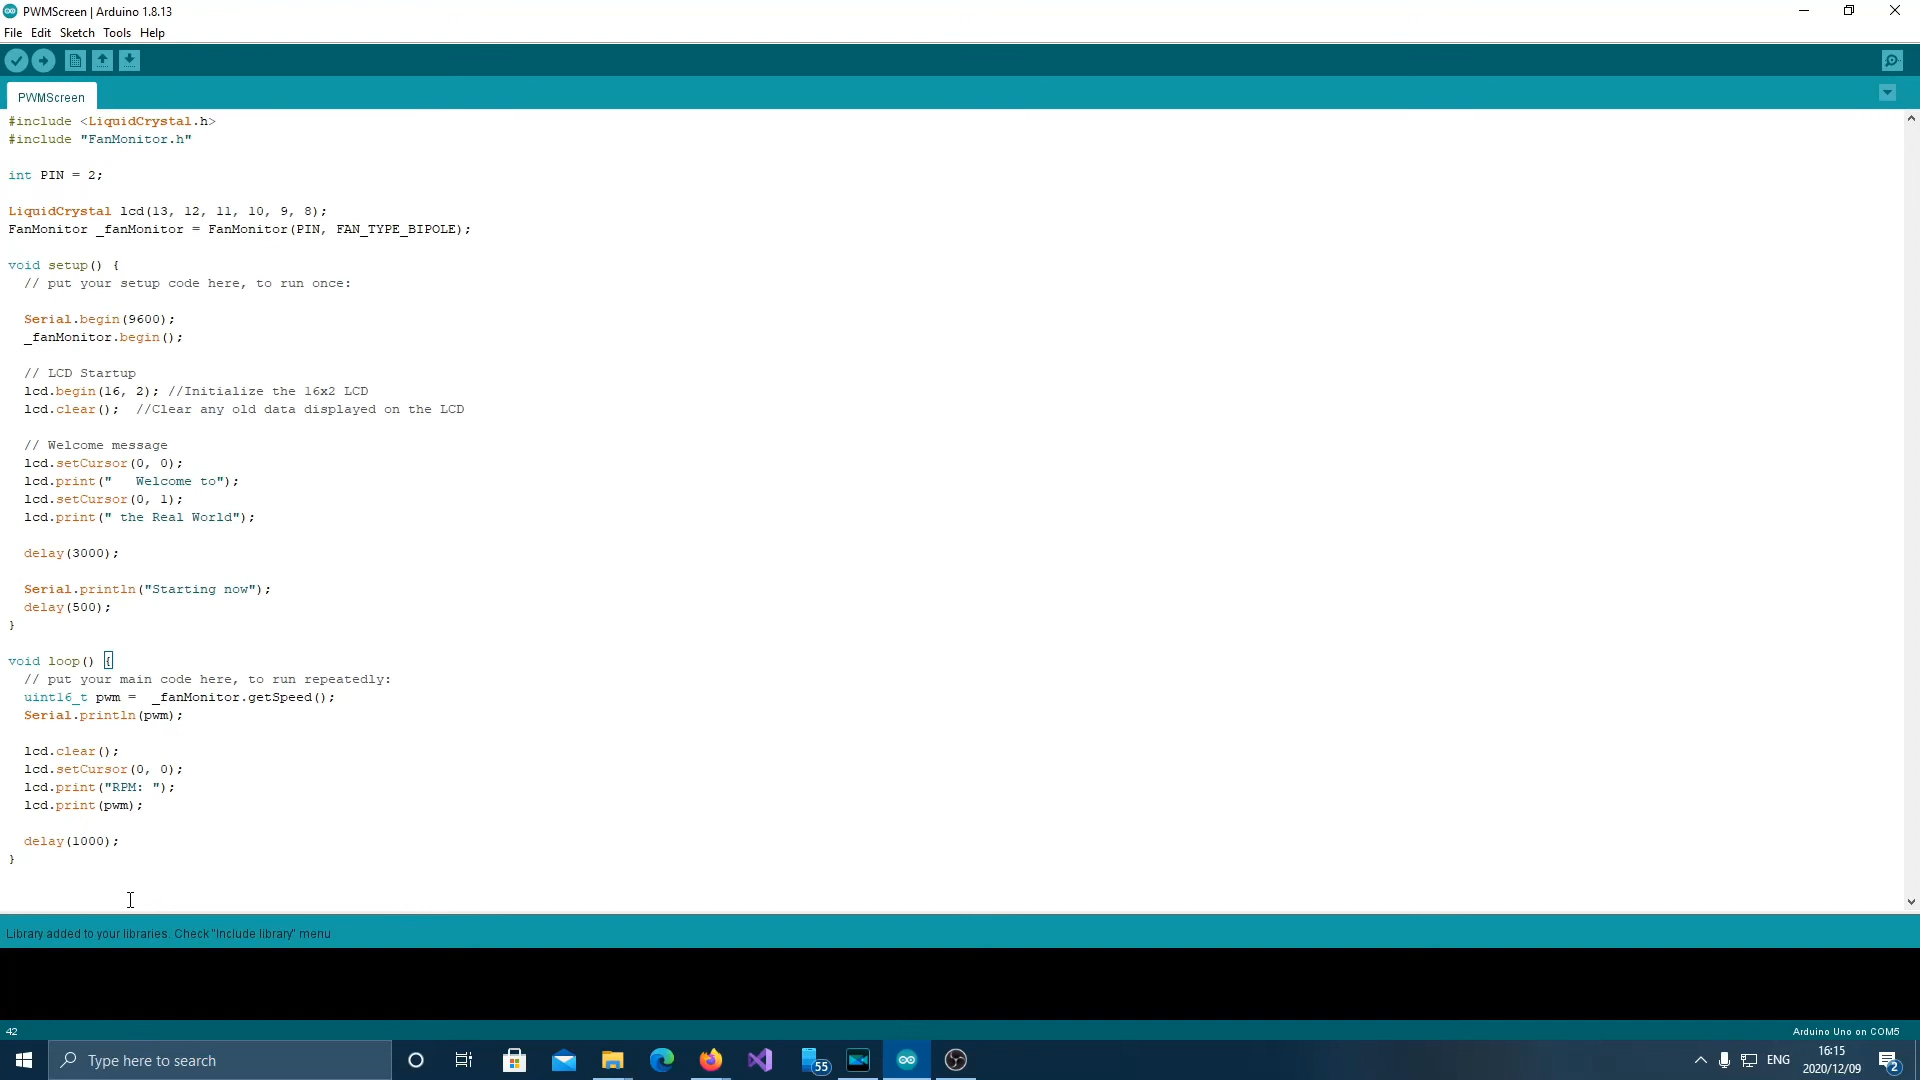 PWMScreen | Arduino 1.8.13
File Edit Sketch Tools Help
PWMScreen
#include <LiquidCrystal.h>
#include "FanMonitor.h"
int PIN = 2;
LiquidCrystal lcd(13, 12, 11, 10, 9, 8);
FanMonitor _fanMonitor = FanMonitor(PIN, FAN_TYPE_BIPOLE);
void setup() {
// put your setup code here, to run once:
Serial.begin(9600);
_fanMonitor.begin();
// LCD Startup
lcd.begin(16, 2); //Initialize the 16x2 LCD
lcd.clear();  //Clear any old data displayed on the LCD
// Welcome message
lcd.setCursor(0, 0);
lcd.print("   Welcome to");
lcd.setCursor(0, 1);
lcd.print(" the Real World");
delay(3000);
Serial.println("Starting now");
delay(500);
}
void loop() {
// put your main code here, to run repeatedly:
uint16_t pwm =  _fanMonitor.getSpeed();
Serial.println(pwm);
lcd.clear();
lcd.setCursor(0, 0);
lcd.print("RPM: ");
lcd.print(pwm);
delay(1000);
}
Library added to your libraries. Check "Include library" menu
42
Arduino Uno on COM5
Type here to search
55
ENG
16:15
2020/12/09
2